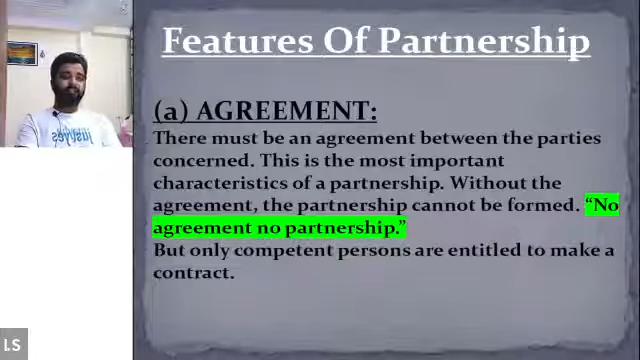 Features Of Partnership
(a) AGREEMENT:
There must be an agreement between the parties
concerned. This is the most important
characteristics of a partnership. Without the
agreement, the partnership cannot be formed. “No
agreement no partnership.”
But only competent persons are entitled to make a
contract.
LS